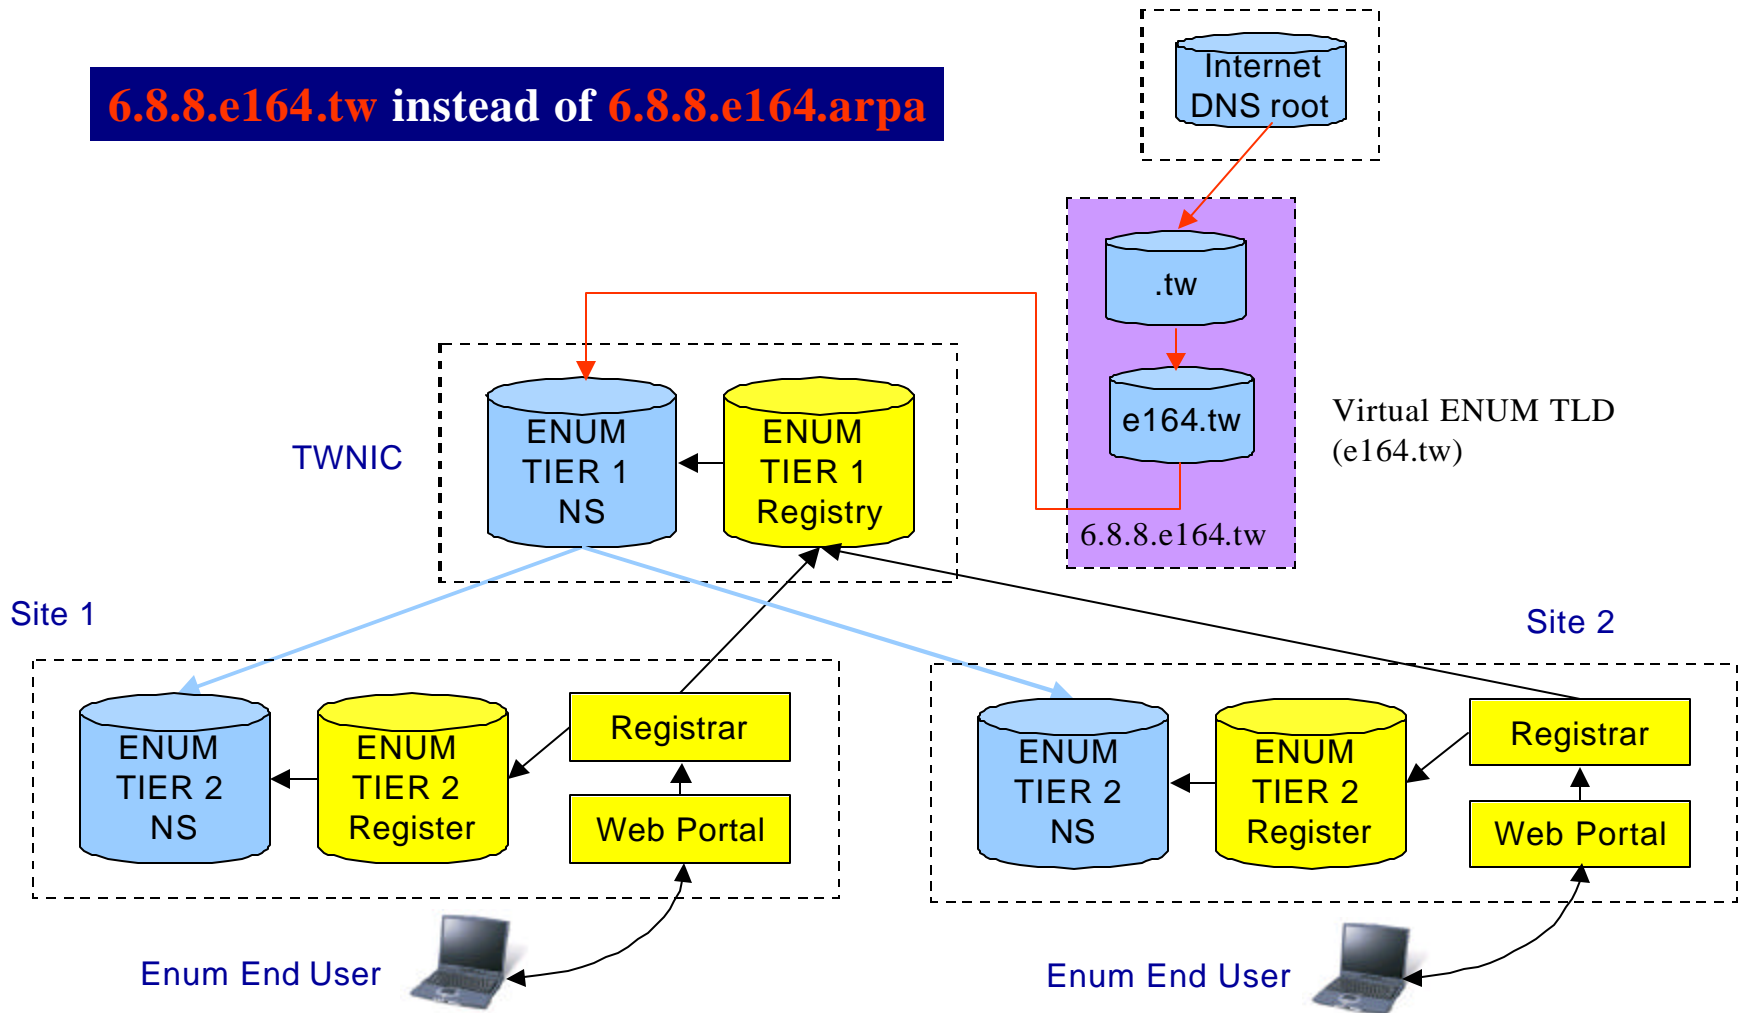 6.8.8.e164.tw instead of 6.8.8.e164.arpa
Internet
DNS root
.tw
e164.tw
6.8.8.e164.tw
Virtual ENUM TLD
(e164.tw)
TWNIC
ENUM
TIER 1
NS
ENUM
TIER 1
Registry
Site 1
Site 2
ENUM
TIER 2
NS
ENUM
TIER 2
Register
Registrar
Web Portal
ENUM
TIER 2
NS
ENUM
TIER 2
Register
Registrar
Web Portal
Enum End User
Enum End User